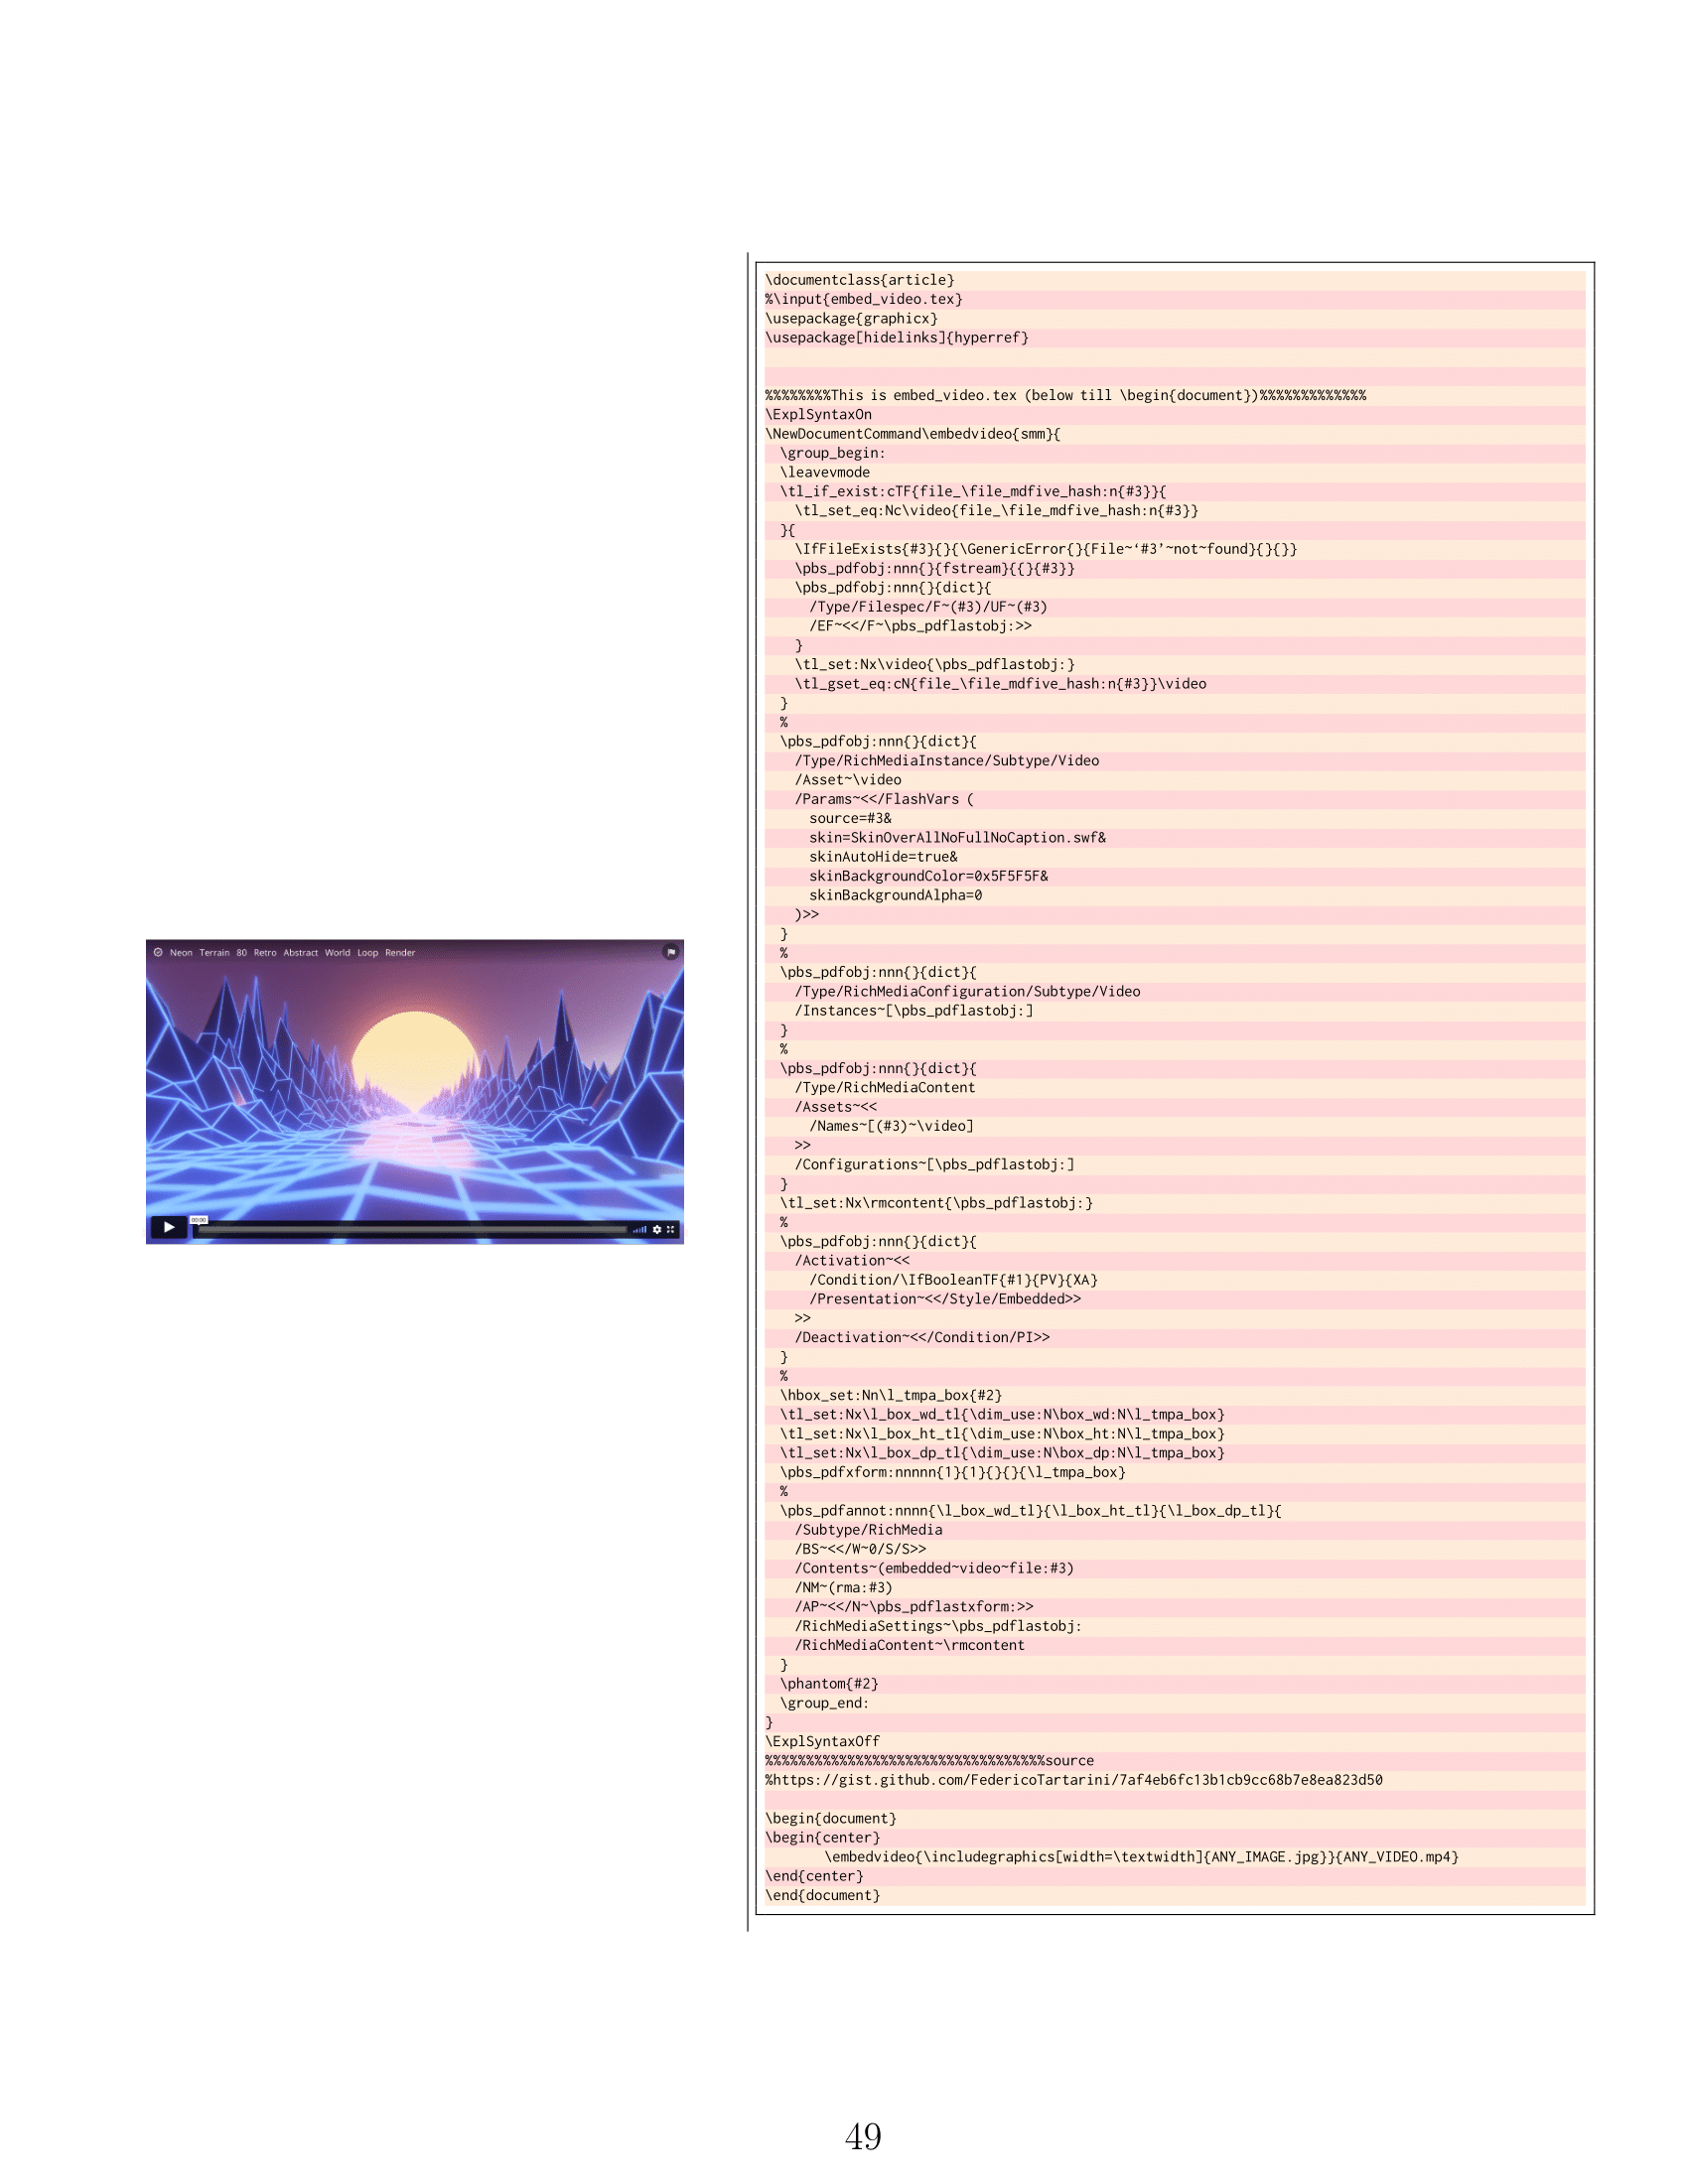 Neon Terrain 80 Retro Abstract World Loop Render
00:00
\documentclass{article}
%\input{embed_video.tex}
\usepackage{graphicx}
\usepackage[hidelinks]{hyperref}
%%%%%%%%This is embed_video.tex (below till \begin{document})%%%%%%%%%%%%%
\ExplSyntaxOn
\NewDocumentCommand\embedvideo{smm}{
  \group_begin:
  \leavevmode
  \tl_if_exist:cTF{file_\file_mdfive_hash:n{#3}}{
    \tl_set_eq:Nc\video{file_\file_mdfive_hash:n{#3}}
  }{
    \IfFileExists{#3}{}{\GenericError{}{File~‘#3’~not~found}{}{}}
    \pbs_pdfobj:nnn{}{fstream}{{}{#3}}
    \pbs_pdfobj:nnn{}{dict}{
      /Type/Filespec/F~(#3)/UF~(#3)
      /EF~<</F~\pbs_pdflastobj:>>
    }
    \tl_set:Nx\video{\pbs_pdflastobj:}
    \tl_gset_eq:cN{file_\file_mdfive_hash:n{#3}}\video
  }
  %
  \pbs_pdfobj:nnn{}{dict}{
    /Type/RichMediaInstance/Subtype/Video
    /Asset~\video
    /Params~<</FlashVars (
      source=#3&
      skin=SkinOverAllNoFullNoCaption.swf&
      skinAutoHide=true&
      skinBackgroundColor=0x5F5F5F&
      skinBackgroundAlpha=0
    )>>
  }
  %
  \pbs_pdfobj:nnn{}{dict}{
    /Type/RichMediaConfiguration/Subtype/Video
    /Instances~[\pbs_pdflastobj:]
  }
  %
  \pbs_pdfobj:nnn{}{dict}{
    /Type/RichMediaContent
    /Assets~<<
      /Names~[(#3)~\video]
    >>
    /Configurations~[\pbs_pdflastobj:]
  }
  \tl_set:Nx\rmcontent{\pbs_pdflastobj:}
  %
  \pbs_pdfobj:nnn{}{dict}{
    /Activation~<<
      /Condition/\IfBooleanTF{#1}{PV}{XA}
      /Presentation~<</Style/Embedded>>
    >>
    /Deactivation~<</Condition/PI>>
  }
  %
  \hbox_set:Nn\l_tmpa_box{#2}
  \tl_set:Nx\l_box_wd_tl{\dim_use:N\box_wd:N\l_tmpa_box}
  \tl_set:Nx\l_box_ht_tl{\dim_use:N\box_ht:N\l_tmpa_box}
  \tl_set:Nx\l_box_dp_tl{\dim_use:N\box_dp:N\l_tmpa_box}
  \pbs_pdfxform:nnnnn{1}{1}{}{}{\l_tmpa_box}
  %
  \pbs_pdfannot:nnnn{\l_box_wd_tl}{\l_box_ht_tl}{\l_box_dp_tl}{
    /Subtype/RichMedia
    /BS~<</W~0/S/S>>
    /Contents~(embedded~video~file:#3)
    /NM~(rma:#3)
    /AP~<</N~\pbs_pdflastxform:>>
    /RichMediaSettings~\pbs_pdflastobj:
    /RichMediaContent~\rmcontent
  }
  \phantom{#2}
  \group_end:
}
\ExplSyntaxOff
%%%%%%%%%%%%%%%%%%%%%%%%%%%%%%%%%%source
%https://gist.github.com/FedericoTartarini/7af4eb6fc13b1cb9cc68b7e8ea823d50
\begin{document}
\begin{center}
        \embedvideo{\includegraphics[width=\textwidth]{ANY_IMAGE.jpg}}{ANY_VIDEO.mp4}
\end{center}
\end{document}
49